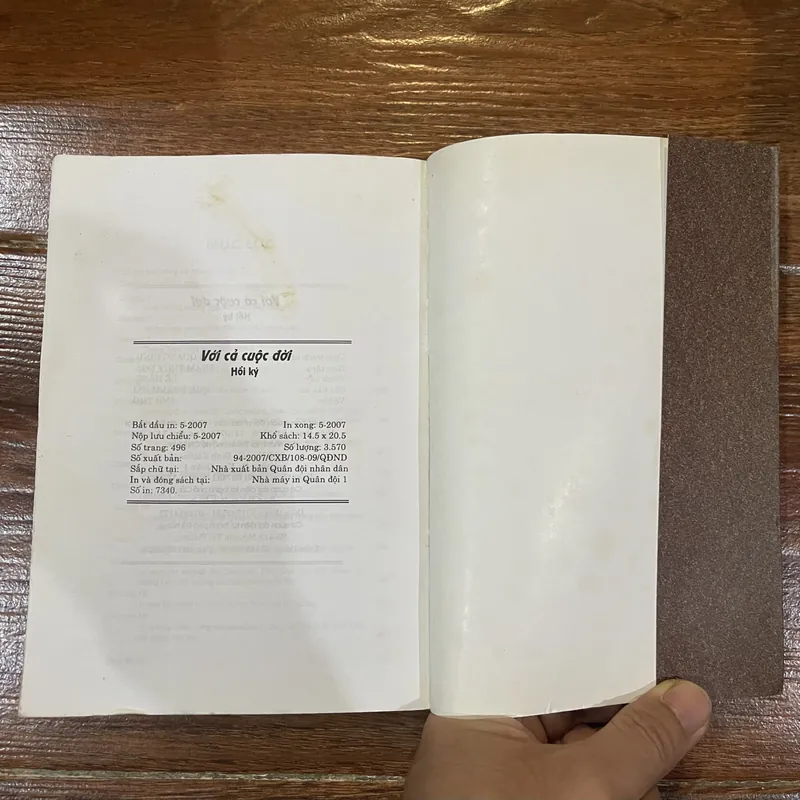 Với cả cuộc đời
Hồi ký
Bắt đầu in: 5-2007 In xong: 5-2007
Nộp lưu chiểu: 5-2007 Khổ sách: 14.5 x 20.5
Số trang: 496 Số lượng: 3.570
Số xuất bản: 94-2007/CXB/108-09/QĐND
Sắp chữ tại: Nhà xuất bản Quân đội nhân dân
In và đóng sách tại: Nhà máy in Quân đội 1
Số in: 7340.